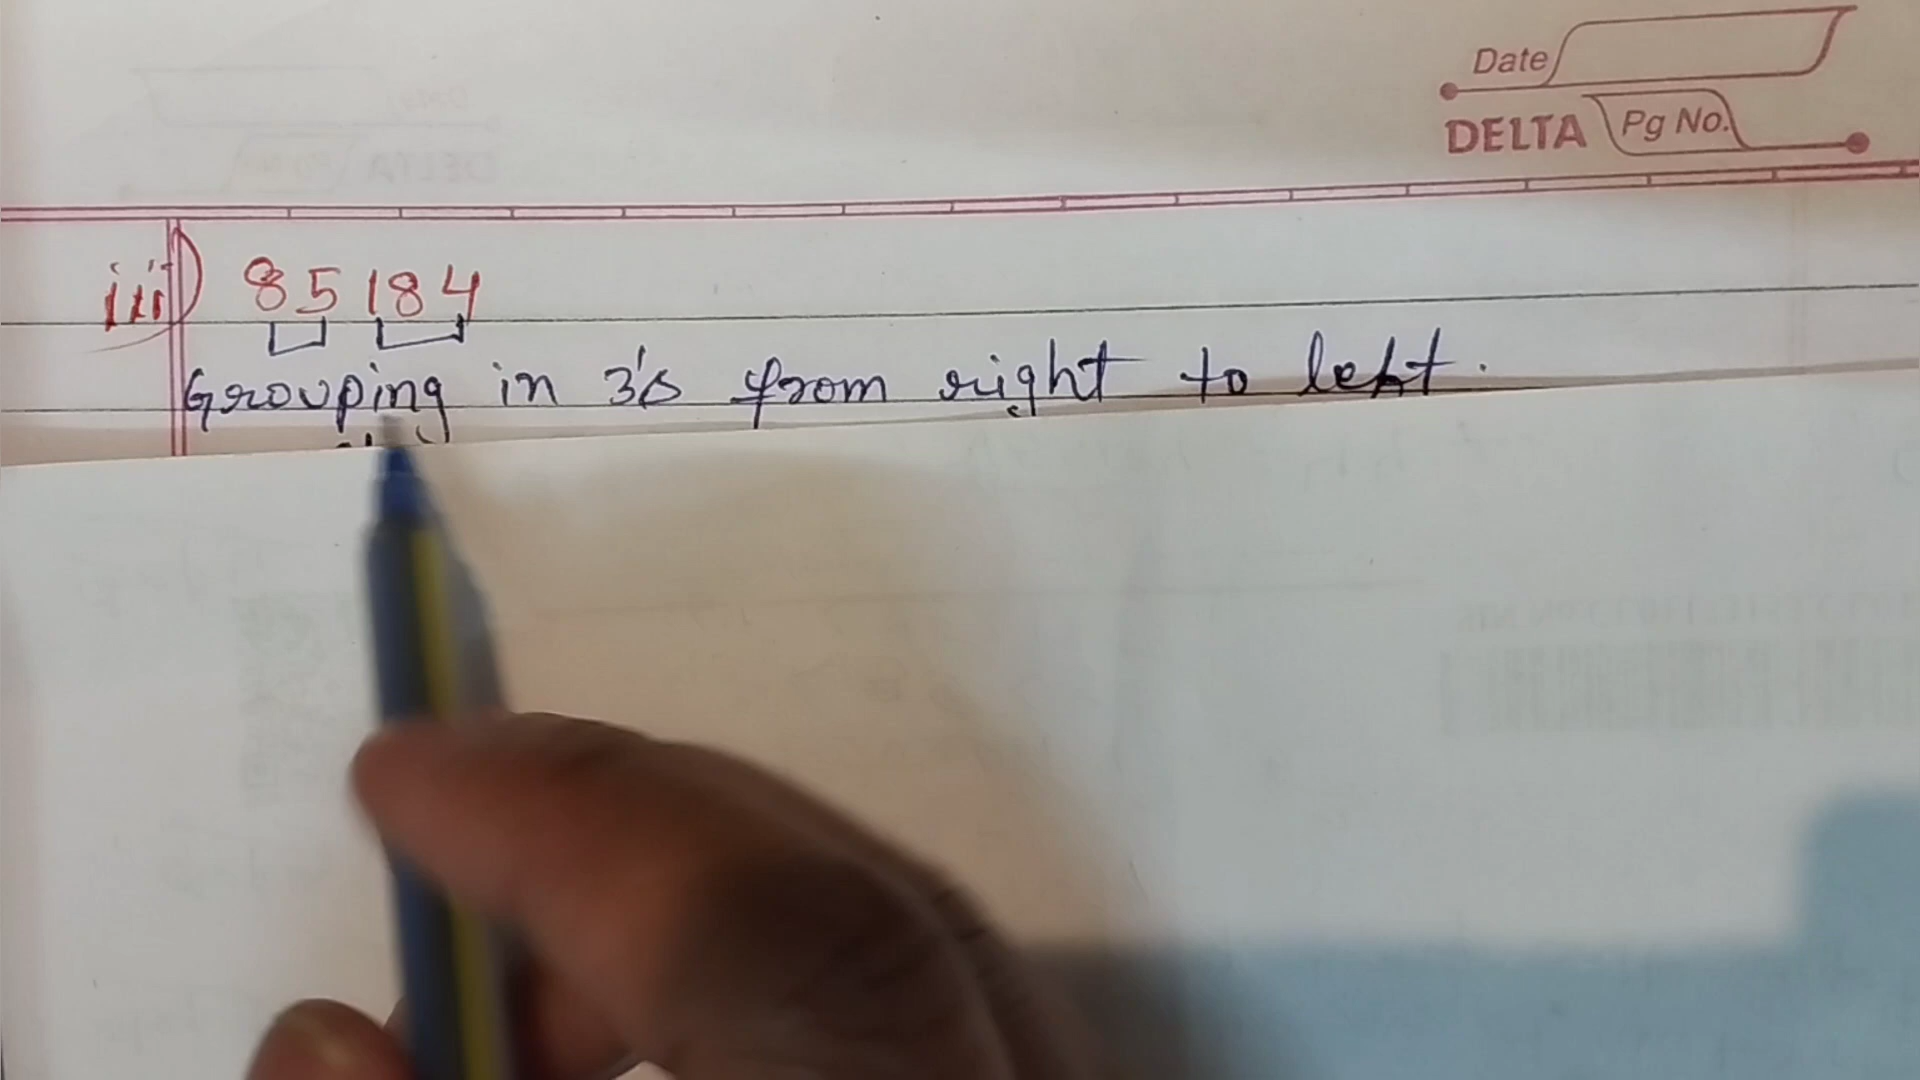 Date
DELTA Pg No.
iii) 85184
Grouping in 3's from right to left.